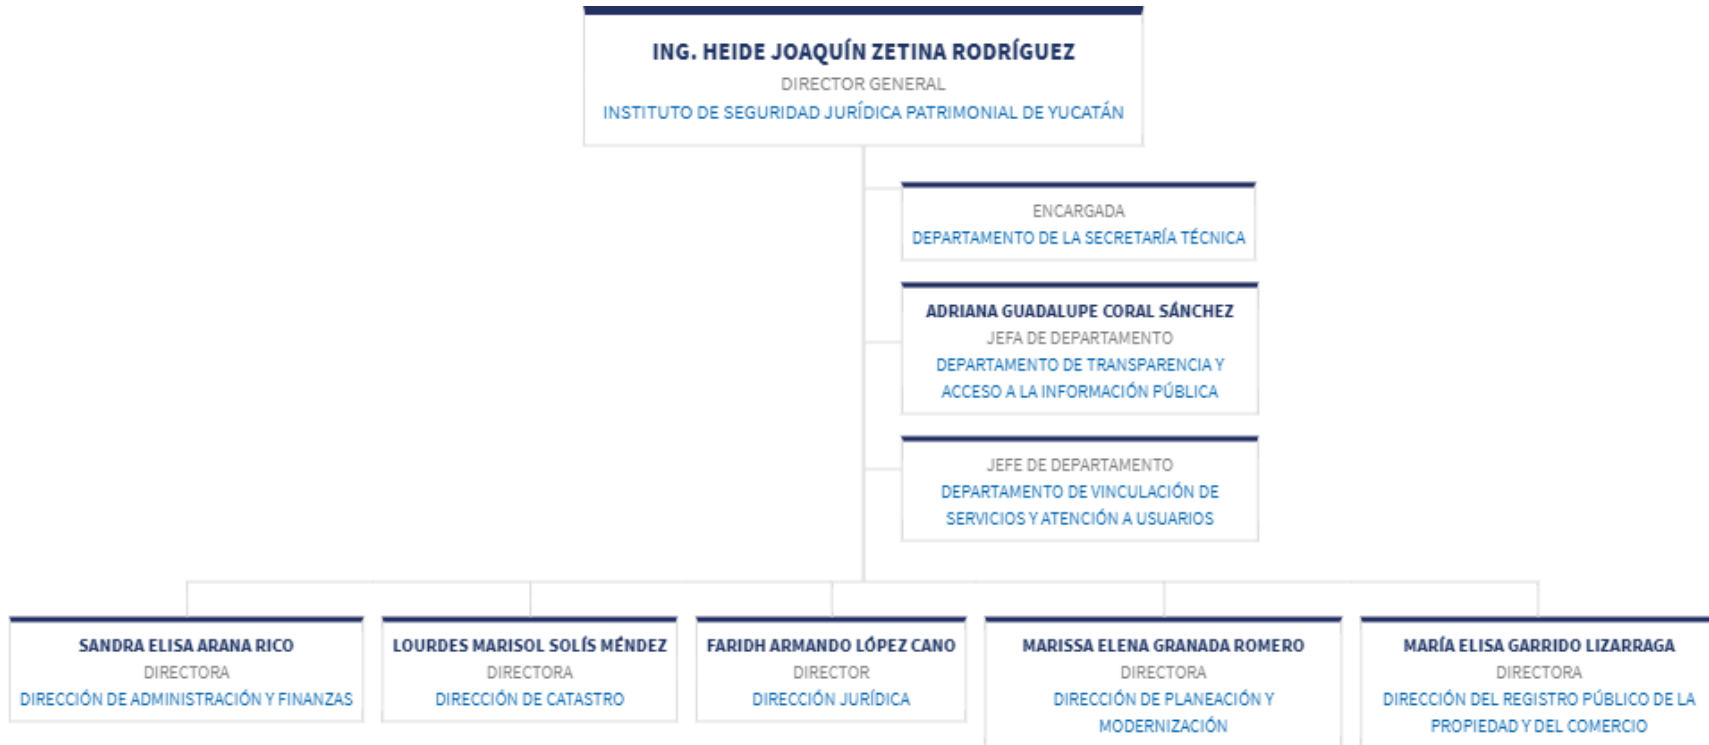 ING. HEIDE JOAQUÍN ZETINA RODRÍGUEZ
DIRECTOR GENERAL
INSTITUTO DE SEGURIDAD JURÍDICA PATRIMONIAL DE YUCATÁN
ENCARGADA
DEPARTAMENTO DE LA SECRETARÍA TÉCNICA
ADRIANA GUADALUPE CORAL SÁNCHEZ
JEFA DE DEPARTAMENTO
DEPARTAMENTO DE TRANSPARENCIA Y
ACCESO A LA INFORMACIÓN PÚBLICA
JEFE DE DEPARTAMENTO
DEPARTAMENTO DE VINCULACIÓN DE
SERVICIOS Y ATENCIÓN A USUARIOS
SANDRA ELISA ARANA RICO
DIRECTORA
DIRECCIÓN DE ADMINISTRACIÓN Y FINANZAS
LOURDES MARISOL SOLÍS MÉNDEZ
DIRECTORA
DIRECCIÓN DE CATASTRO
FARIDH ARMANDO LÓPEZ CANO
DIRECTOR
DIRECCIÓN JURÍDICA
MARISSA ELENA GRANADA ROMERO
DIRECTORA
DIRECCIÓN DE PLANEACIÓN Y
MODERNIZACIÓN
MARÍA ELISA GARRIDO LIZARRAGA
DIRECTORA
DIRECCIÓN DEL REGISTRO PÚBLICO DE LA
PROPIEDAD Y DEL COMERCIO